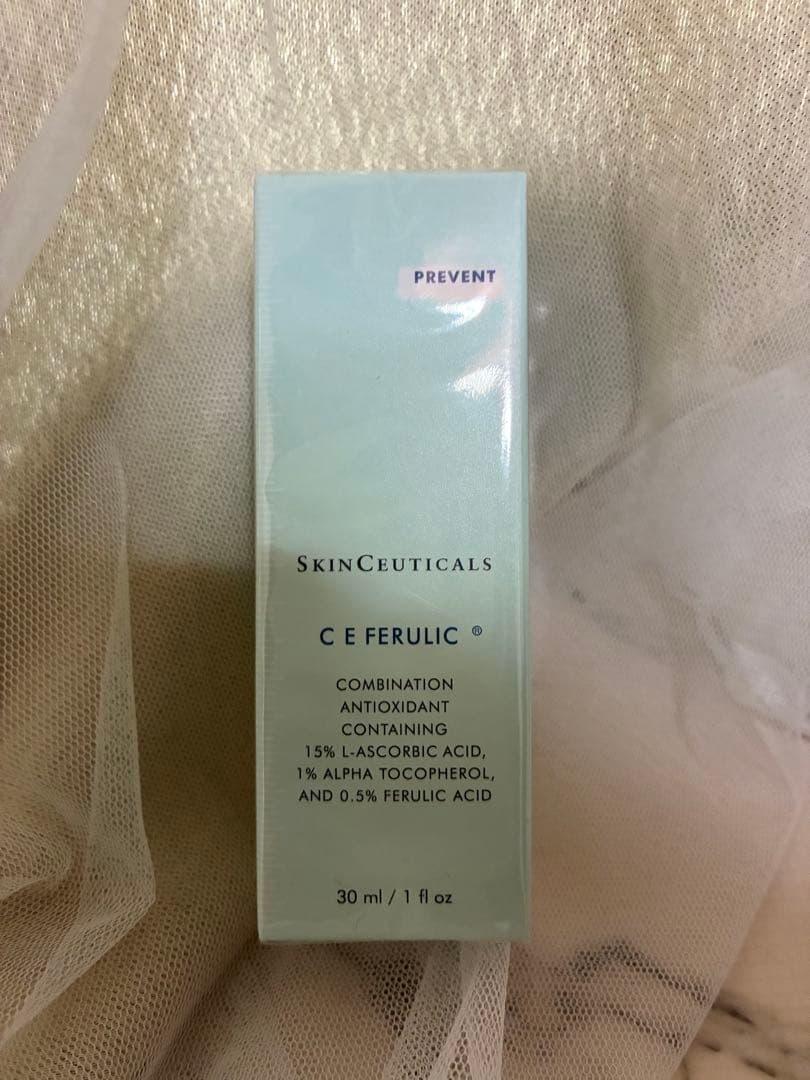 PREVENT
SKINCEUTICALS
C E FERULIC ®
COMBINATION
ANTIOXIDANT
CONTAINING
15% L-ASCORBIC ACID,
1% ALPHA TOCOPHEROL,
AND 0.5% FERULIC ACID
30 ml / 1 fl oz